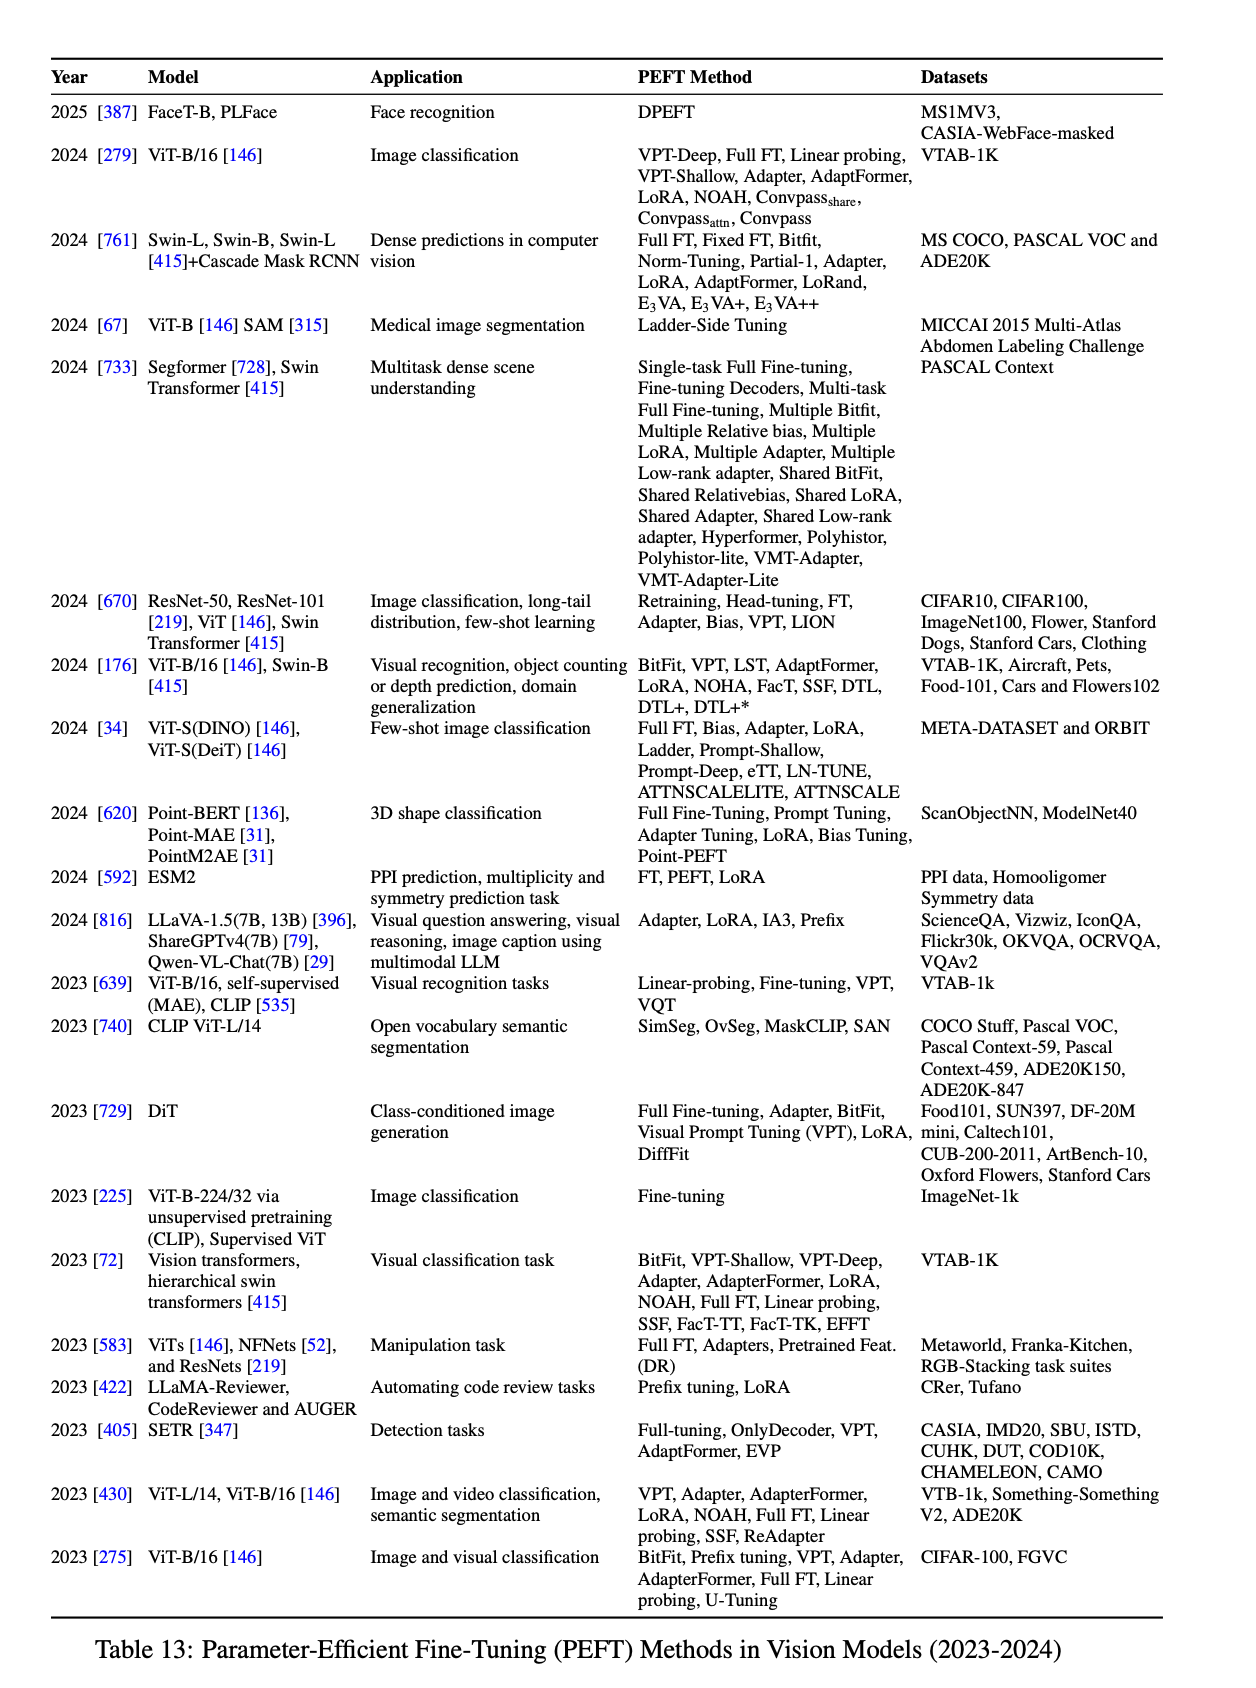 Year Model Application PEFT Method Datasets
2025 [387] FaceT-B, PLFace Face recognition DPEFT MS1MV3,
CASIA-WebFace-masked
2024 [279] ViT-B/16 [146] Image classification VPT-Deep, Full FT, Linear probing, VTAB-1K
VPT-Shallow, Adapter, AdaptFormer,
LoRA, NOAH, Convpassshare,
Convpassattn, Convpass
2024 [761] Swin-L, Swin-B, Swin-L Dense predictions in computer Full FT, Fixed FT, Bitfit, MS COCO, PASCAL VOC and
[415]+Cascade Mask RCNN vision Norm-Tuning, Partial-1, Adapter, ADE20K
LoRA, AdaptFormer, LoRand,
E3VA, E3VA+, E3VA++
2024 [67] ViT-B [146] SAM [315] Medical image segmentation Ladder-Side Tuning MICCAI 2015 Multi-Atlas
Abdomen Labeling Challenge
2024 [733] Segformer [728], Swin Multitask dense scene Single-task Full Fine-tuning, PASCAL Context
Transformer [415] understanding Fine-tuning Decoders, Multi-task
Full Fine-tuning, Multiple Bitfit,
Multiple Relative bias, Multiple
LoRA, Multiple Adapter, Multiple
Low-rank adapter, Shared BitFit,
Shared Relativebias, Shared LoRA,
Shared Adapter, Shared Low-rank
adapter, Hyperformer, Polyhistor,
Polyhistor-lite, VMT-Adapter,
VMT-Adapter-Lite
2024 [670] ResNet-50, ResNet-101 Image classification, long-tail Retraining, Head-tuning, FT, CIFAR10, CIFAR100,
[219], ViT [146], Swin distribution, few-shot learning Adapter, Bias, VPT, LION ImageNet100, Flower, Stanford
Transformer [415] Dogs, Stanford Cars, Clothing
2024 [176] ViT-B/16 [146], Swin-B Visual recognition, object counting BitFit, VPT, LST, AdaptFormer, VTAB-1K, Aircraft, Pets,
[415] or depth prediction, domain LoRA, NOHA, FacT, SSF, DTL, Food-101, Cars and Flowers102
generalization DTL+, DTL+*
2024 [34] ViT-S(DINO) [146], Few-shot image classification Full FT, Bias, Adapter, LoRA, META-DATASET and ORBIT
ViT-S(DeiT) [146] Ladder, Prompt-Shallow,
Prompt-Deep, eTT, LN-TUNE,
ATTNSCALELITE, ATTNSCALE
2024 [620] Point-BERT [136], 3D shape classification Full Fine-Tuning, Prompt Tuning, ScanObjectNN, ModelNet40
Point-MAE [31], Adapter Tuning, LoRA, Bias Tuning,
PointM2AE [31] Point-PEFT
2024 [592] ESM2 PPI prediction, multiplicity and FT, PEFT, LoRA PPI data, Homooligomer
symmetry prediction task Symmetry data
2024 [816] LLaVA-1.5(7B, 13B) [396], Visual question answering, visual Adapter, LoRA, IA3, Prefix ScienceQA, Vizwiz, IconQA,
ShareGPTv4(7B) [79], reasoning, image caption using Flickr30k, OKVQA, OCRVQA,
Qwen-VL-Chat(7B) [29] multimodal LLM VQAv2
2023 [639] ViT-B/16, self-supervised Visual recognition tasks Linear-probing, Fine-tuning, VPT, VTAB-1k
(MAE), CLIP [535] VQT
2023 [740] CLIP ViT-L/14 Open vocabulary semantic SimSeg, OvSeg, MaskCLIP, SAN COCO Stuff, Pascal VOC,
segmentation Pascal Context-59, Pascal
Context-459, ADE20K150,
ADE20K-847
2023 [729] DiT Class-conditioned image Full Fine-tuning, Adapter, BitFit, Food101, SUN397, DF-20M
generation Visual Prompt Tuning (VPT), LoRA, mini, Caltech101,
DiffFit CUB-200-2011, ArtBench-10,
Oxford Flowers, Stanford Cars
2023 [225] ViT-B-224/32 via Image classification Fine-tuning ImageNet-1k
unsupervised pretraining
(CLIP), Supervised ViT
2023 [72] Vision transformers, Visual classification task BitFit, VPT-Shallow, VPT-Deep, VTAB-1K
hierarchical swin Adapter, AdapterFormer, LoRA,
transformers [415] NOAH, Full FT, Linear probing,
SSF, FacT-TT, FacT-TK, EFFT
2023 [583] ViTs [146], NFNets [52], Manipulation task Full FT, Adapters, Pretrained Feat. Metaworld, Franka-Kitchen,
and ResNets [219] (DR) RGB-Stacking task suites
2023 [422] LLaMA-Reviewer, Automating code review tasks Prefix tuning, LoRA CRer, Tufano
CodeReviewer and AUGER
2023 [405] SETR [347] Detection tasks Full-tuning, OnlyDecoder, VPT, CASIA, IMD20, SBU, ISTD,
AdaptFormer, EVP CUHK, DUT, COD10K,
CHAMELEON, CAMO
2023 [430] ViT-L/14, ViT-B/16 [146] Image and video classification, VPT, Adapter, AdapterFormer, VTB-1k, Something-Something
semantic segmentation LoRA, NOAH, Full FT, Linear V2, ADE20K
probing, SSF, ReAdapter
2023 [275] ViT-B/16 [146] Image and visual classification BitFit, Prefix tuning, VPT, Adapter, CIFAR-100, FGVC
AdapterFormer, Full FT, Linear
probing, U-Tuning
Table 13: Parameter-Efficient Fine-Tuning (PEFT) Methods in Vision Models (2023-2024)